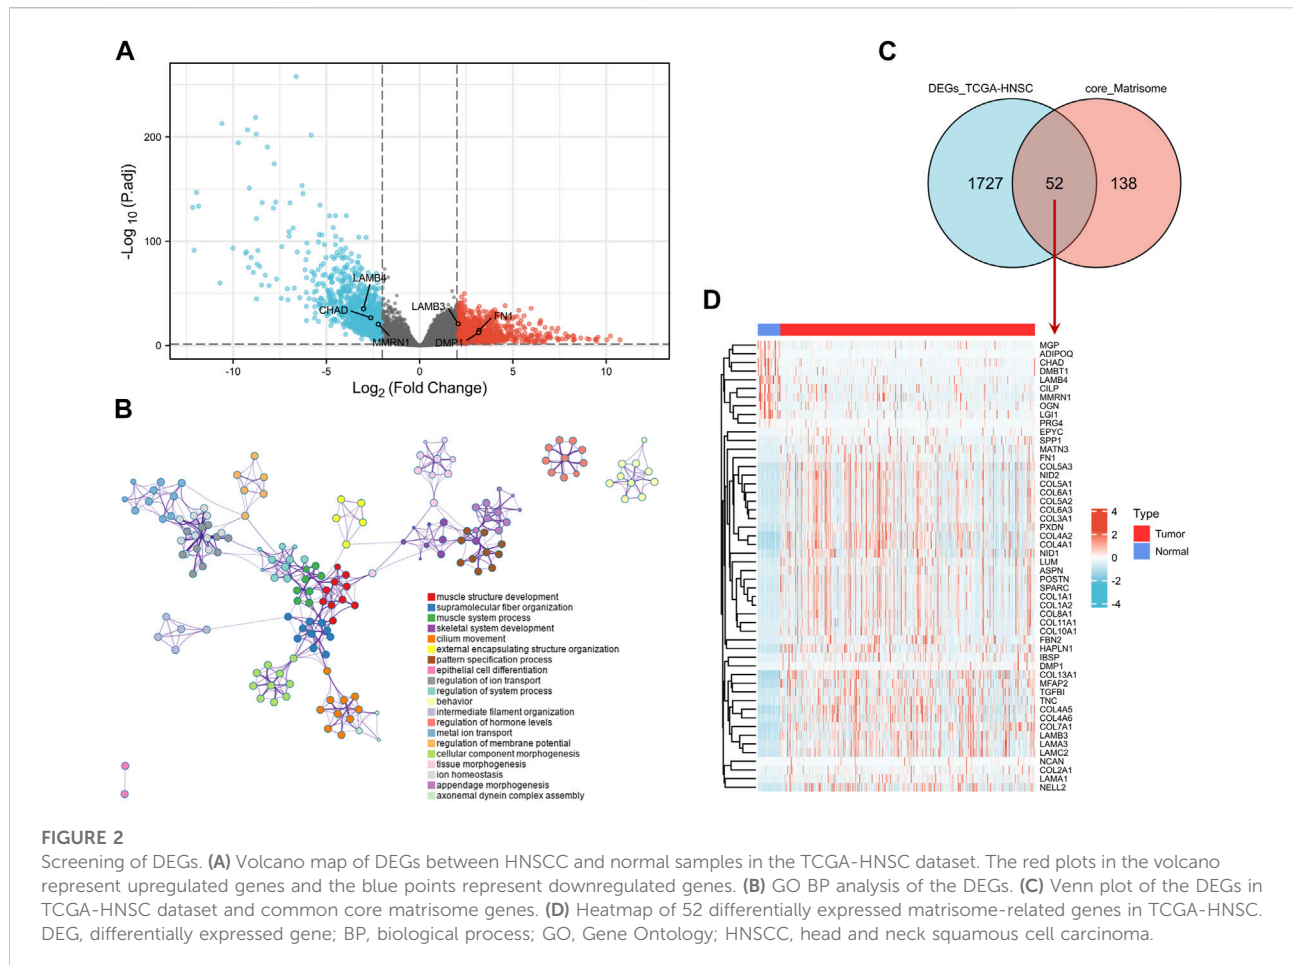 A
-Log 10 (P.adj)
200
100
0
-10
-5
0
5
10
Log2 (Fold Change)
LAMB4
CHAD
MMRN1
LAMB3
FN1
DMP1
B
muscle structure development
supramolecular fiber organization
muscle system process
skeletal system development
cilium movement
external encapsulating structure organization
pattern specification process
epithelial cell differentiation
regulation of ion transport
regulation of system process
behavior
intermediate filament organization
regulation of hormone levels
metal ion transport
regulation of membrane potential
cellular component morphogenesis
tissue morphogenesis
ion homeostasis
appendage morphogenesis
axonemal dynein complex assembly
C
DEGs_TCGA-HNSC
core_Matrisome
1727
52
138
D
MGP
ADIPOQ
CHAD
DMBT1
LAMB4
CILP
MMRN1
OGN
LGI1
PRG4
EPYC
SPP1
MATN3
FN1
COL5A3
NID2
COL5A1
COL6A1
COL5A2
COL6A3
COL3A1
PXDN
COL4A2
COL4A1
NID1
LUM
ASPN
POSTN
SPARC
COL1A1
COL1A2
COL8A1
COL11A1
COL10A1
FBN2
HAPLN1
IBSP
DMP1
COL13A1
MFAP2
TGFBI
TNC
COL4A5
COL4A6
COL7A1
LAMB3
LAMA3
LAMC2
NCAN
COL2A1
LAMA1
NELL2
4
2
0
-2
-4
Type
Tumor
Normal
FIGURE 2
Screening of DEGs. (A) Volcano map of DEGs between HNSCC and normal samples in the TCGA-HNSC dataset. The red plots in the volcano
represent upregulated genes and the blue points represent downregulated genes. (B) GO BP analysis of the DEGs. (C) Venn plot of the DEGs in
TCGA-HNSC dataset and common core matrisome genes. (D) Heatmap of 52 differentially expressed matrisome-related genes in TCGA-HNSC.
DEG, differentially expressed gene; BP, biological process; GO, Gene Ontology; HNSCC, head and neck squamous cell carcinoma.